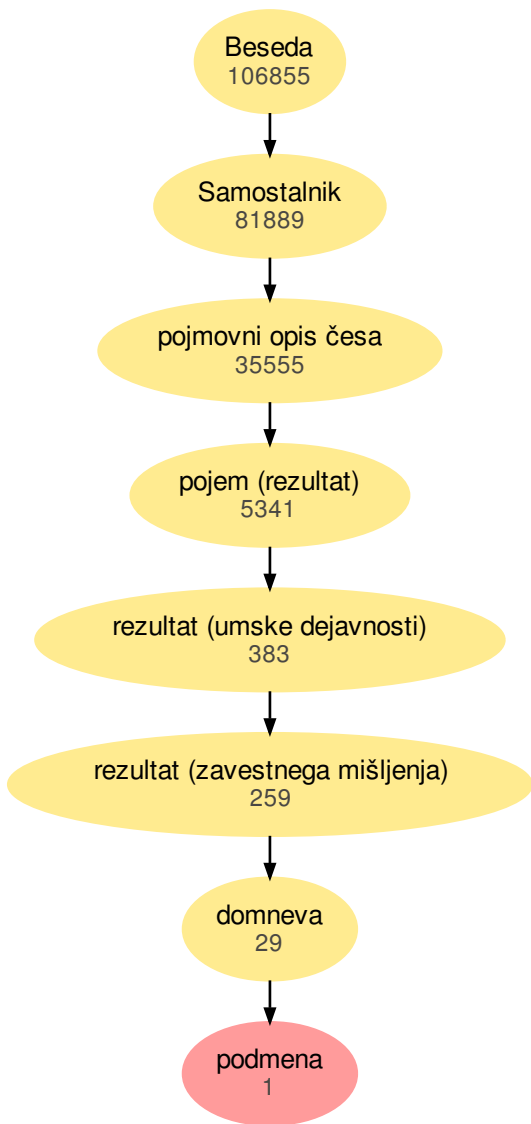 Beseda
106855
Samostalnik
81889
pojmovni opis česa
35555
pojem (rezultat)
5341
rezultat (umske dejavnosti)
383
rezultat (zavestnega mišljenja)
259
domneva
29
podmena
1